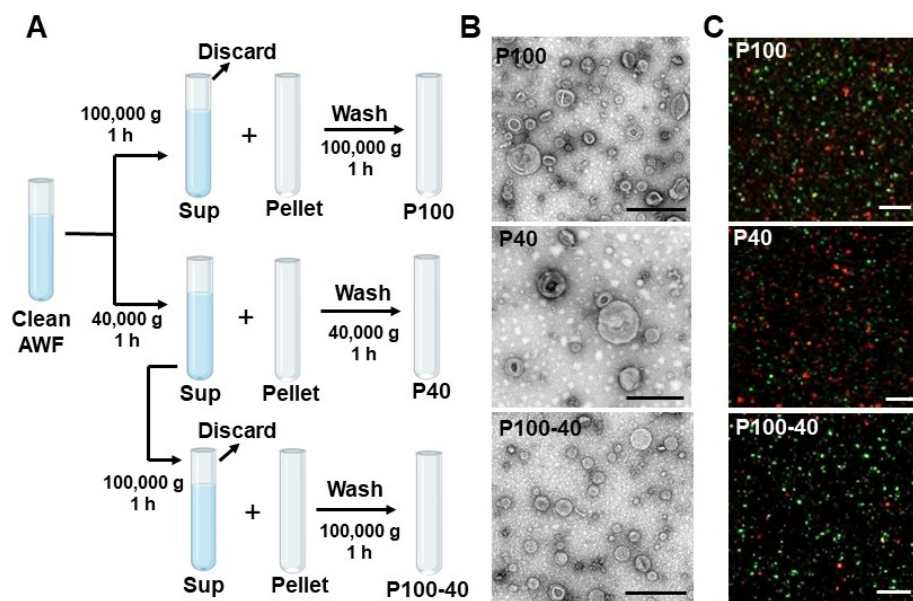 A
Discard
100,000 g
1 h
+
Wash
100,000 g
1 h
Sup
Pellet
P100
Clean
AWF
40,000 g
1 h
+
Wash
40,000 g
1 h
Sup
Pellet
P40
Discard
100,000 g
1 h
+
Wash
100,000 g
1 h
Sup
Pellet
P100-40
B
P100
P40
P100-40
C
P100
P40
P100-40